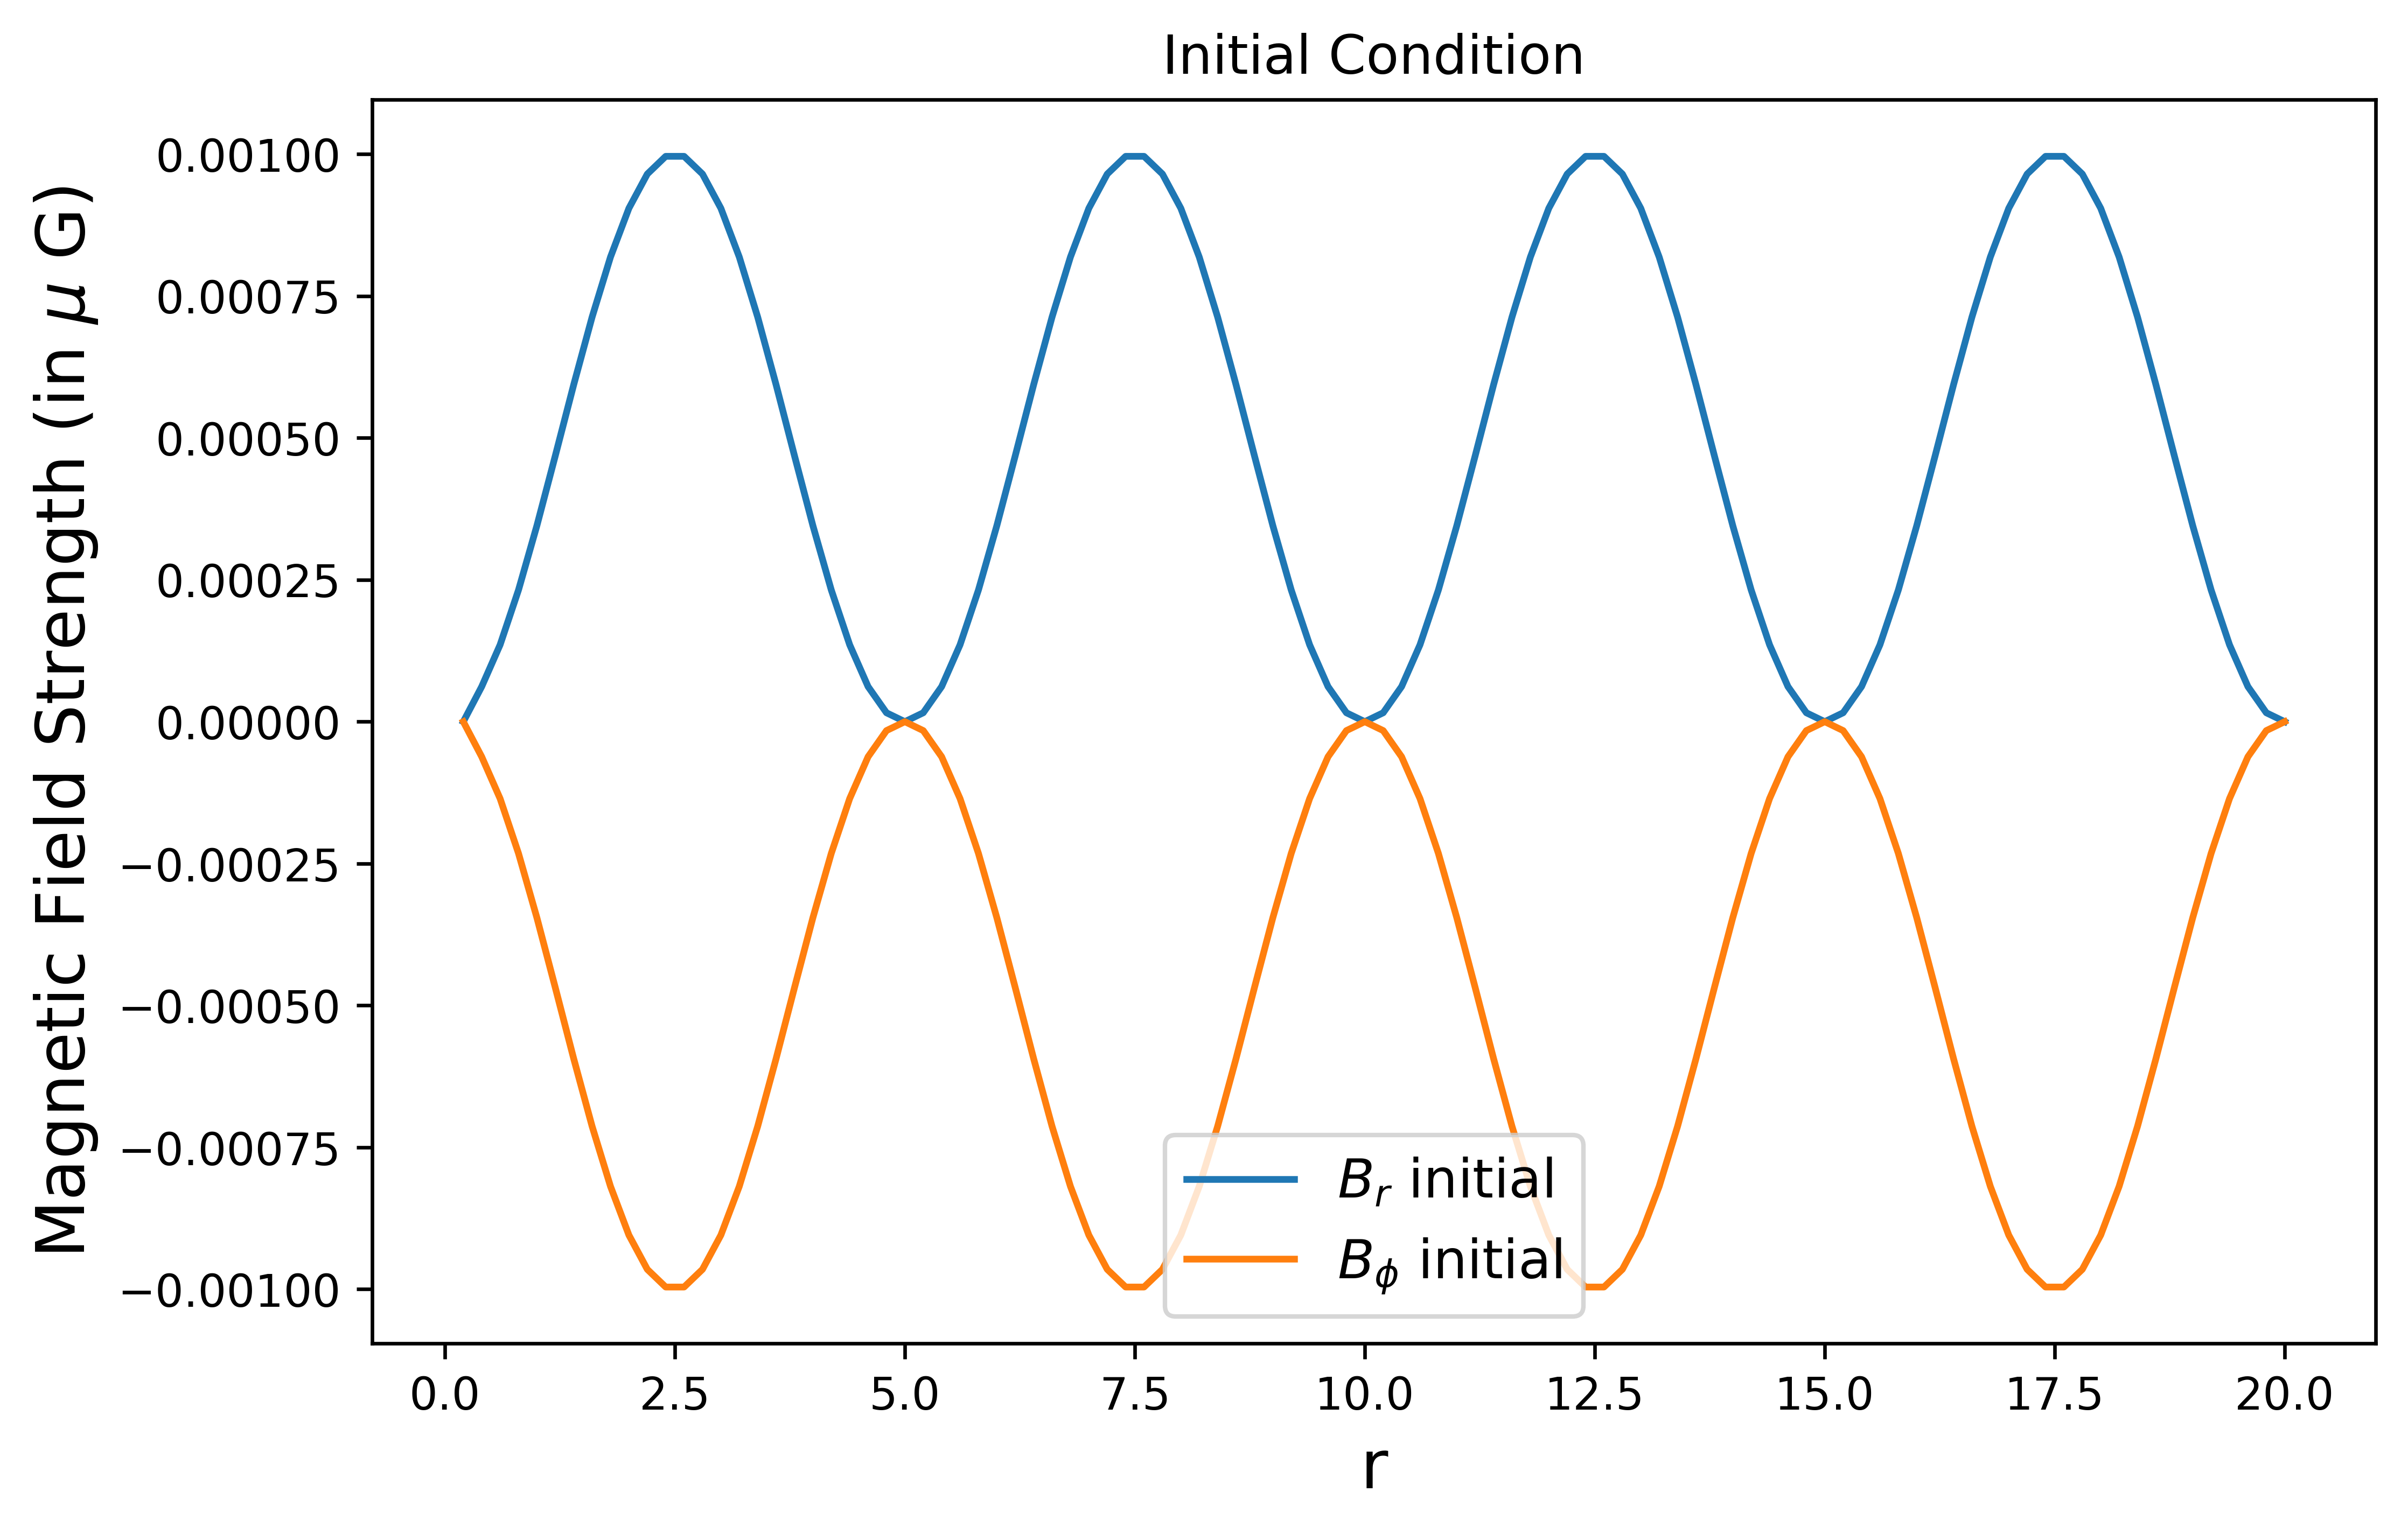 Initial Condition
Magnetic Field Strength (in μ G)
0.00100
0.00075
0.00050
0.00025
0.00000
−0.00025
−0.00050
−0.00075
−0.00100
B_r initial
B_ϕ initial
0.0 2.5 5.0 7.5 10.0 12.5 15.0 17.5 20.0
r